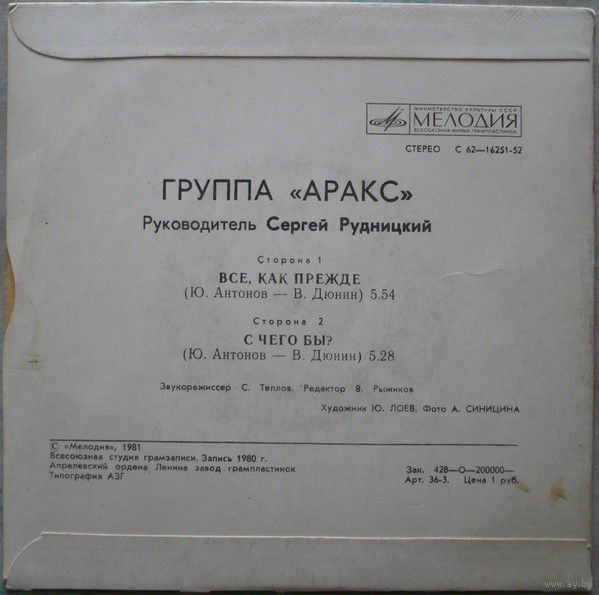 МИНИСТЕРСТВО КУЛЬТУРЫ СССР
МЕЛОДИЯ
ВСЕСОЮЗНАЯ ФИРМА ГРАМПЛАСТИНОК
СТЕРЕО С 62—16251-52
ГРУППА «АРАКС»
Руководитель Сергей Рудницкий
Сторона 1
ВСЕ, КАК ПРЕЖДЕ
(Ю. Антонов — В. Дюнин) 5.54
Сторона 2
С ЧЕГО БЫ?
(Ю. Антонов — В. Дюнин) 5.28
Звукорежиссер С. Теплов. Редактор В. Рыжиков
Художник Ю. ЛОЕВ. Фото А. СИНИЦИНА
С «Мелодия», 1981
Всесоюзная студия грамзаписи. Запись 1980 г.
Апрелевский ордена Ленина завод грампластинок
Типография АЗГ
Зак. 428—О—200000—
Арт. 36-3. Цена 1 руб.
www.ay.by